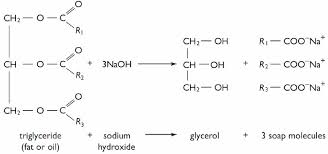 O
CH₂ — O — C
R₁
O
CH — O — C + 3NaOH
R₂
O
CH₂ — O — C
R₃
CH₂ — OH
CH — OH
CH₂ — OH
+
R₁ — COO⁻Na⁺
R₂ — COO⁻Na⁺
R₃ — COO⁻Na⁺
triglyceride + sodium glycerol + 3 soap molecules
(fat or oil) hydroxide